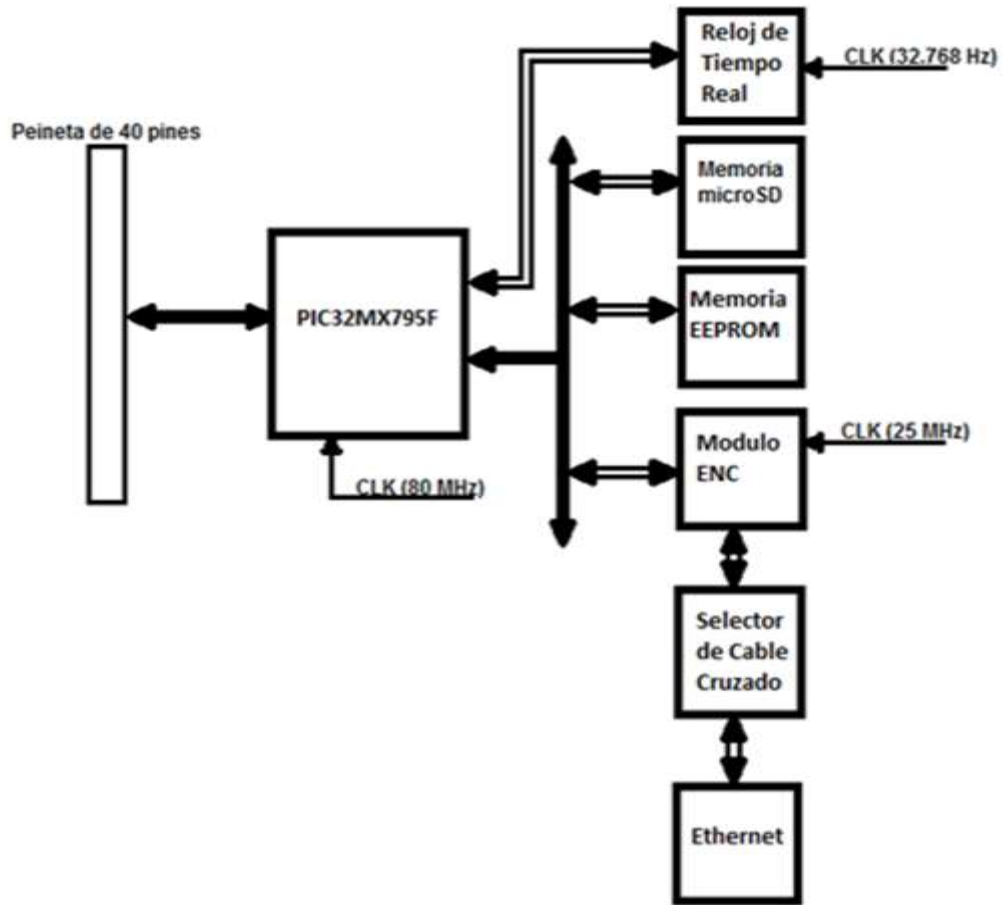 Reloj de
Tiempo
Real
CLK (32.768 Hz)
Peineta de 40 pines
Memoria
microSD
PIC32MX795F
Memoria
EEPROM
CLK (80 MHz)
Modulo
ENC
CLK (25 MHz)
Selector
de Cable
Cruzado
Ethernet